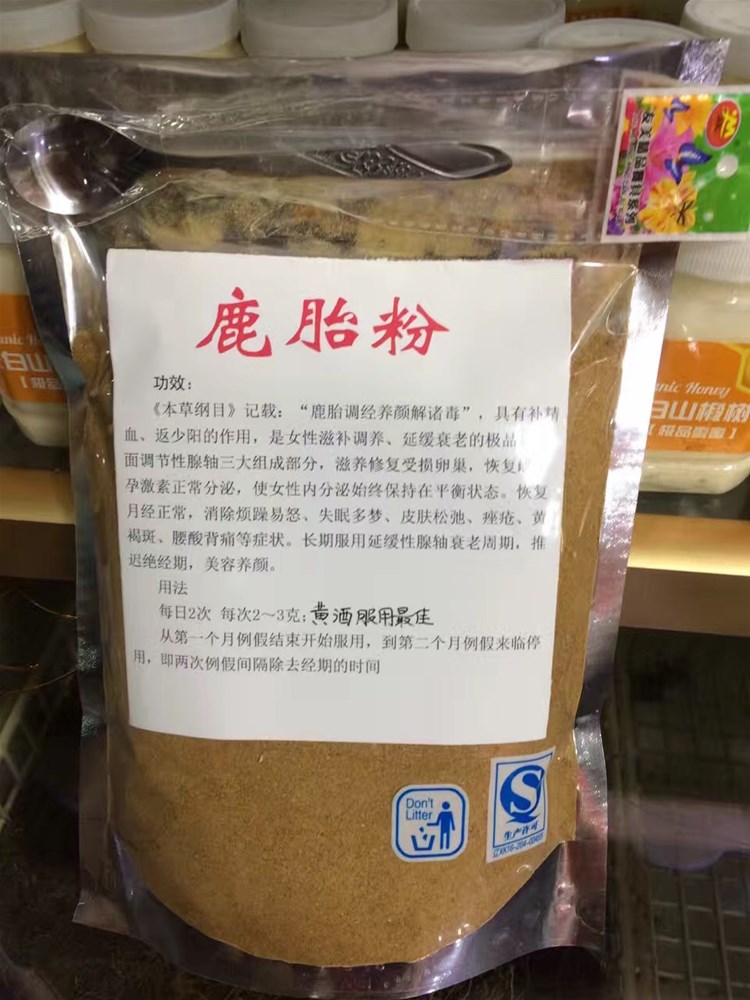 鹿胎粉
功效：
《本草纲目》记载：“鹿胎调经养颜解诸毒”，具有补精
血、返少阳的作用，是女性滋补调养、延缓衰老的极品
面调节性腺轴三大组成部分，滋养修复受损卵巢，恢复
孕激素正常分泌，使女性内分泌始终保持在平衡状态。恢复
月经正常，消除烦躁易怒、失眠多梦、皮肤松弛、痤疮、黄
褐斑、腰酸背痛等症状。长期服用延缓性腺轴衰老周期，推
迟绝经期，美容养颜。
用法
每日2次 每次2～3克；黄酒服用最佳
从第一个月例假结束开始服用，到第二个月例假来临停
用，即两次例假间隔除去经期的时间
Don't
Litter
生产许可
anic Honey
白山椴树
【极品蜜】
白山
【极品